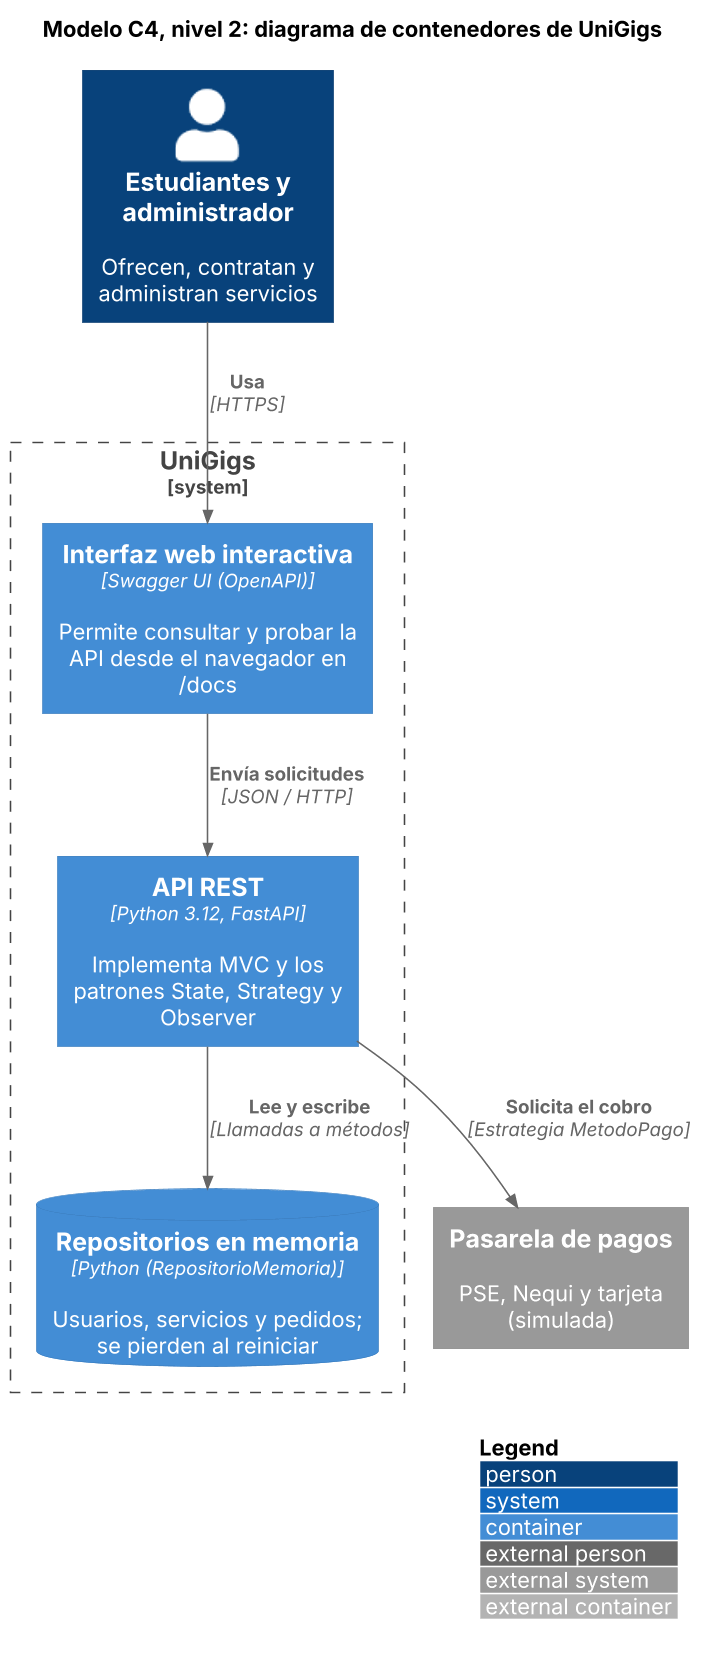 Modelo C4, nivel 2: diagrama de contenedores de UniGigs
Estudiantes y
administrador
Ofrecen, contratan y
administran servicios
Usa
[HTTPS]
UniGigs
[system]
Interfaz web interactiva
[Swagger UI (OpenAPI)]
Permite consultar y probar la
API desde el navegador en
/docs
Envía solicitudes
[JSON / HTTP]
API REST
[Python 3.12, FastAPI]
Implementa MVC y los
patrones State, Strategy y
Observer
Lee y escribe
[Llamadas a métodos]
Solicita el cobro
[Estrategia MetodoPago]
Repositorios en memoria
[Python (RepositorioMemoria)]
Usuarios, servicios y pedidos;
se pierden al reiniciar
Pasarela de pagos
PSE, Nequi y tarjeta
(simulada)
Legend
person
system
container
external person
external system
external container